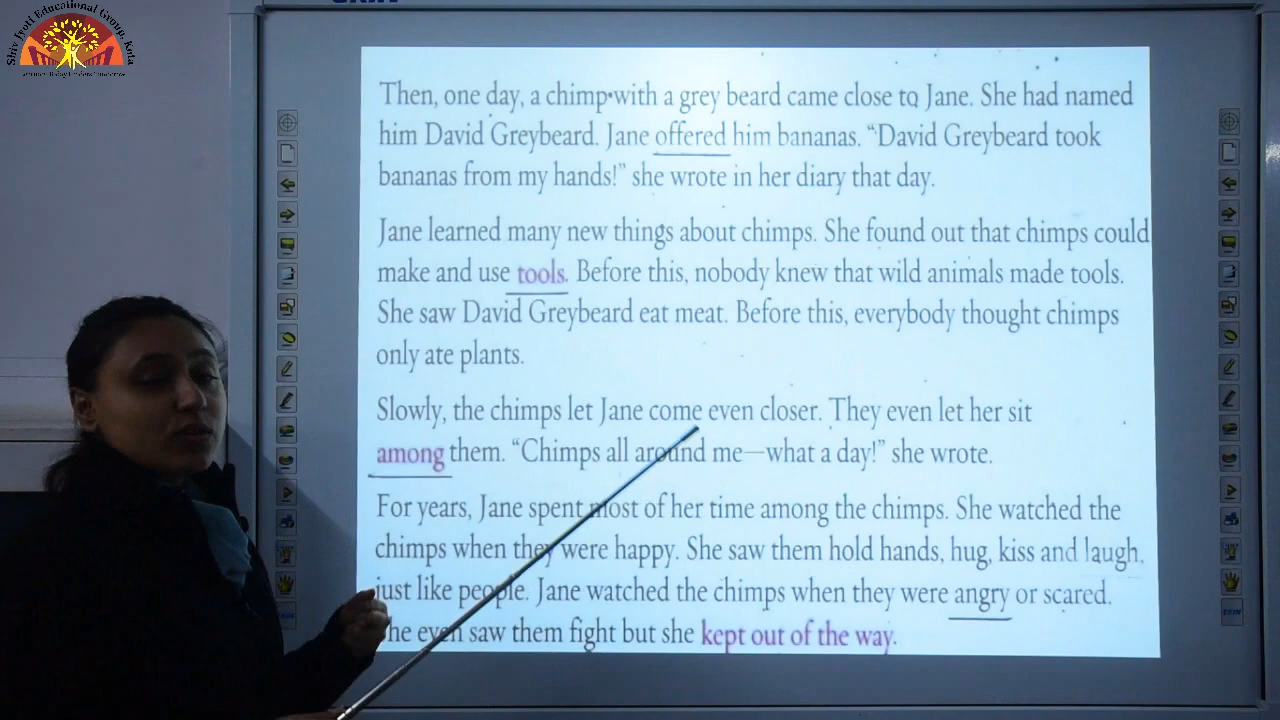 Shiv Jyoti Educational Group, Kota
Then, one day, a chimp with a grey beard came close to Jane. She had named
him David Greybeard. Jane offered him bananas. “David Greybeard took
bananas from my hands!” she wrote in her diary that day.
Jane learned many new things about chimps. She found out that chimps could
make and use tools. Before this, nobody knew that wild animals made tools.
She saw David Greybeard eat meat. Before this, everybody thought chimps
only ate plants.
Slowly, the chimps let Jane come even closer. They even let her sit
among them. “Chimps all around me—what a day!” she wrote.
For years, Jane spent most of her time among the chimps. She watched the
chimps when they were happy. She saw them hold hands, hug, kiss and laugh,
just like people. Jane watched the chimps when they were angry or scared.
She even saw them fight but she kept out of the way.